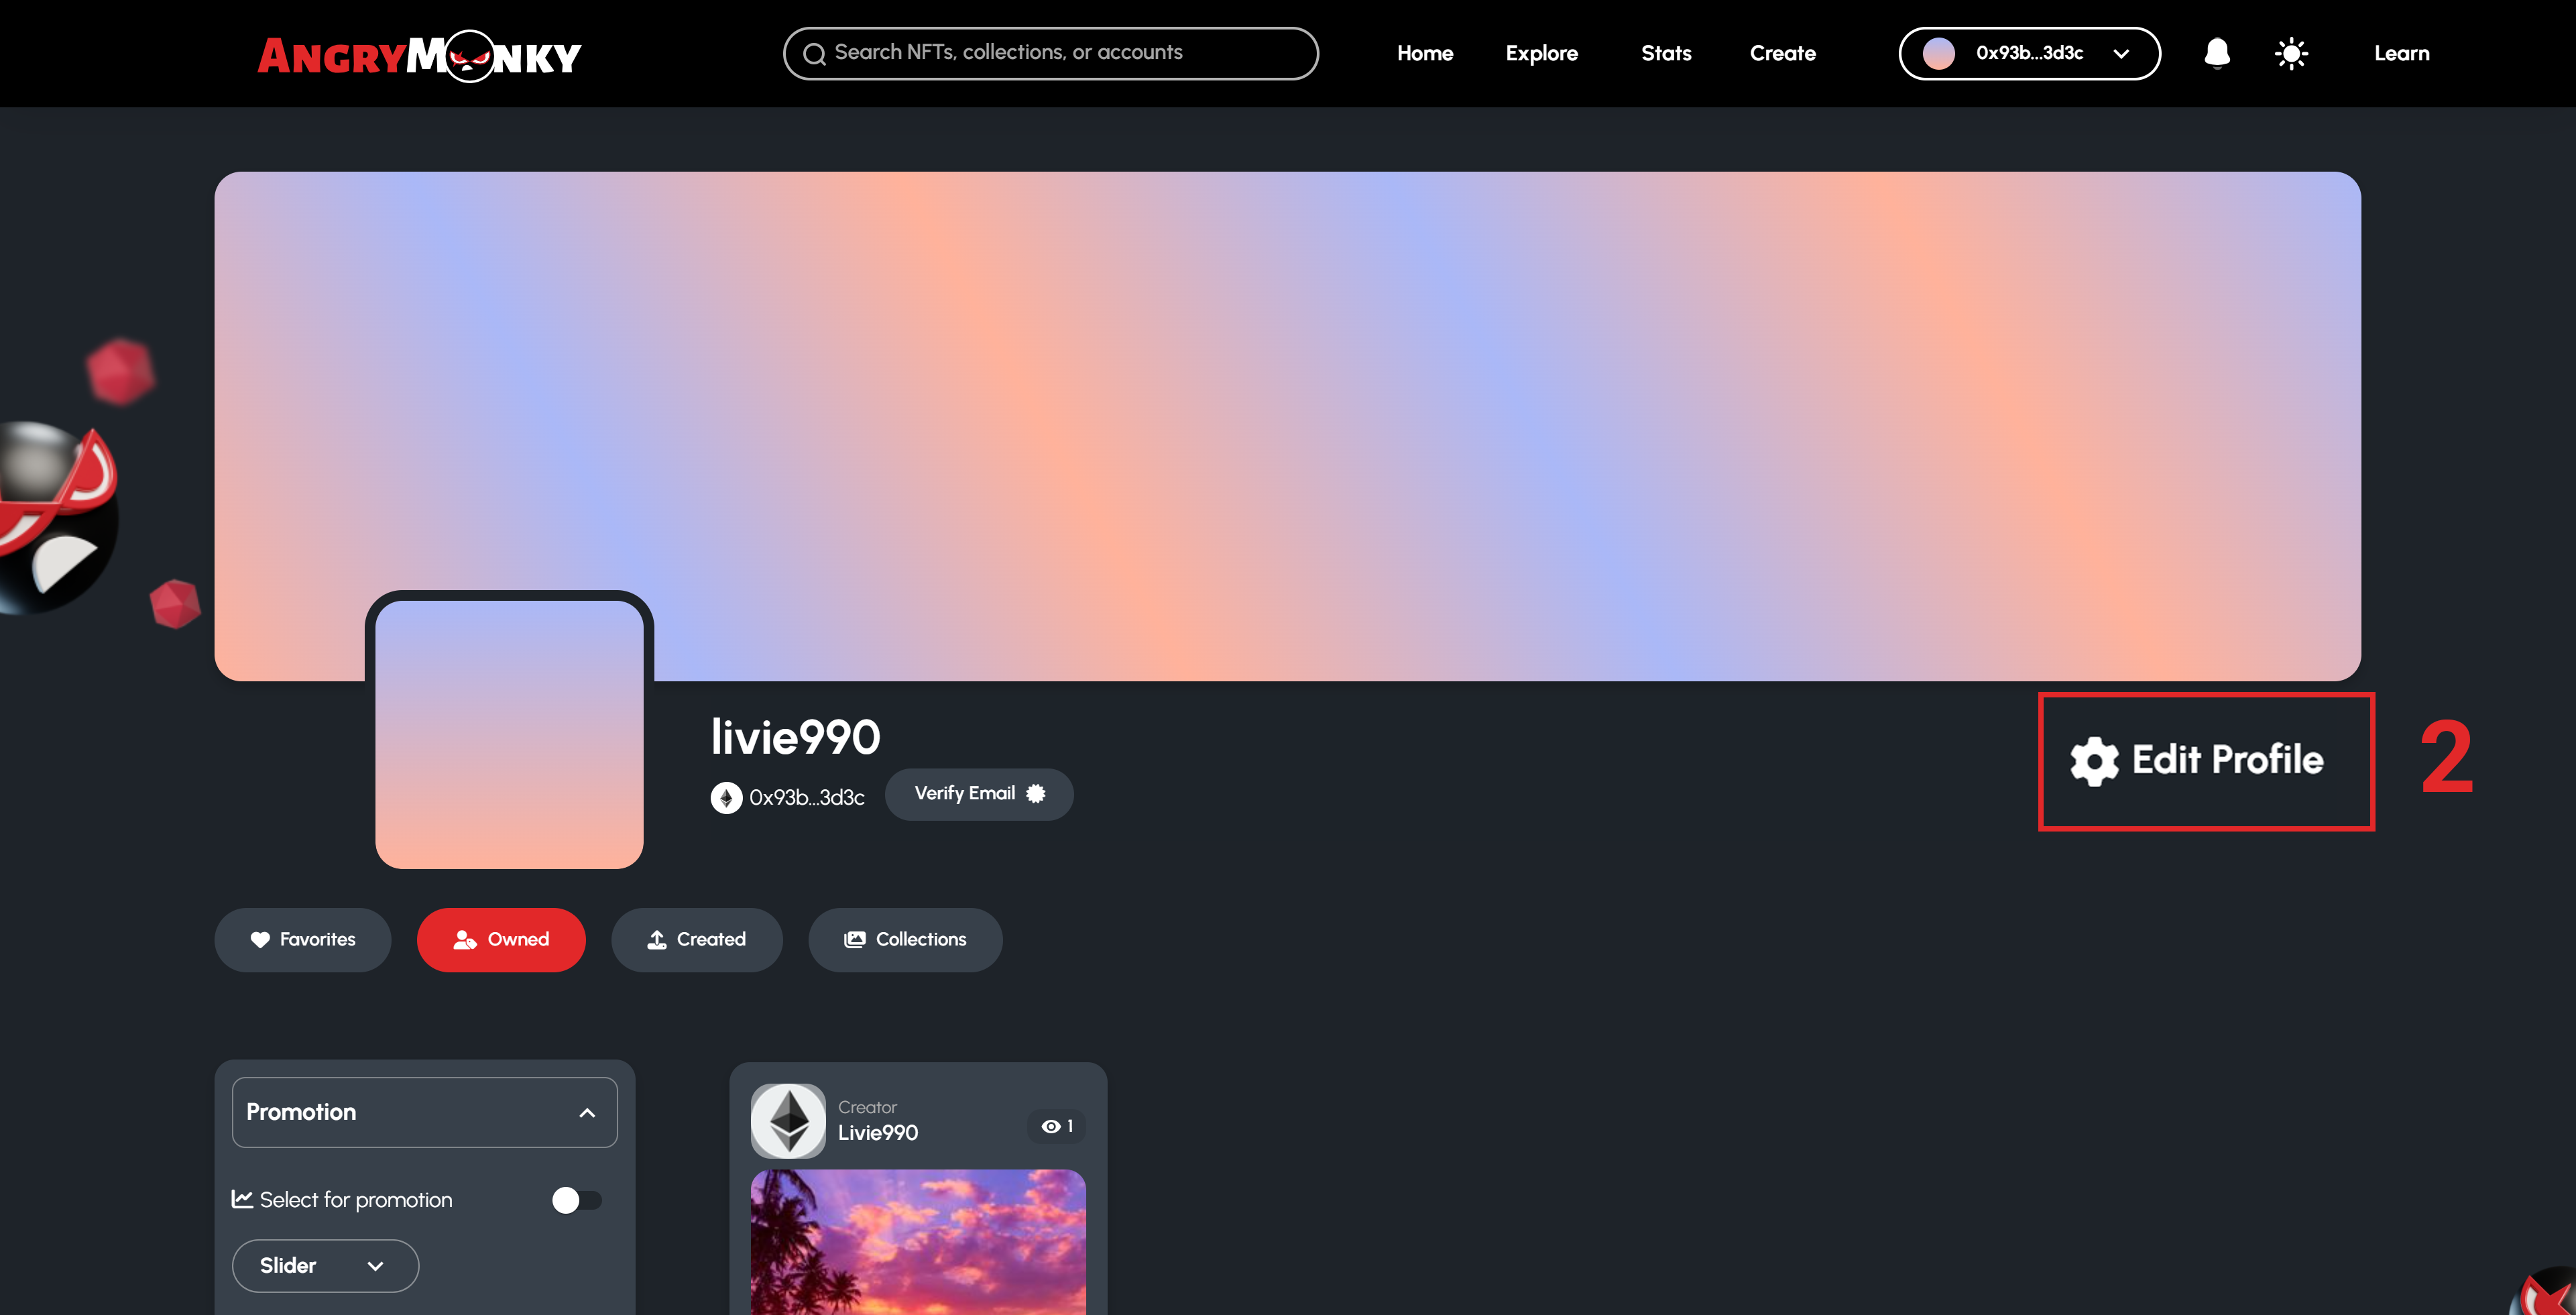 ANGRYMONKY
Search NFTs, collections, or accounts
Home
Explore
Stats
Create
0x93b...3d3c
Learn
livie990
0x93b...3d3c
Verify Email
Edit Profile
2
Favorites
Owned
Created
Collections
Promotion
Select for promotion
Slider
Creator
Livie990
1